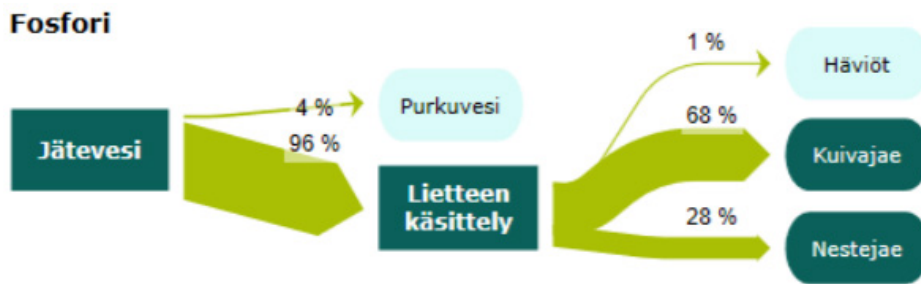 Fosfori
1 %
Häviöt
4 %
Purkuvesi
68 %
Jätevesi
96 %
Kuivajae
Lietteen
käsittely
28 %
Nestejae